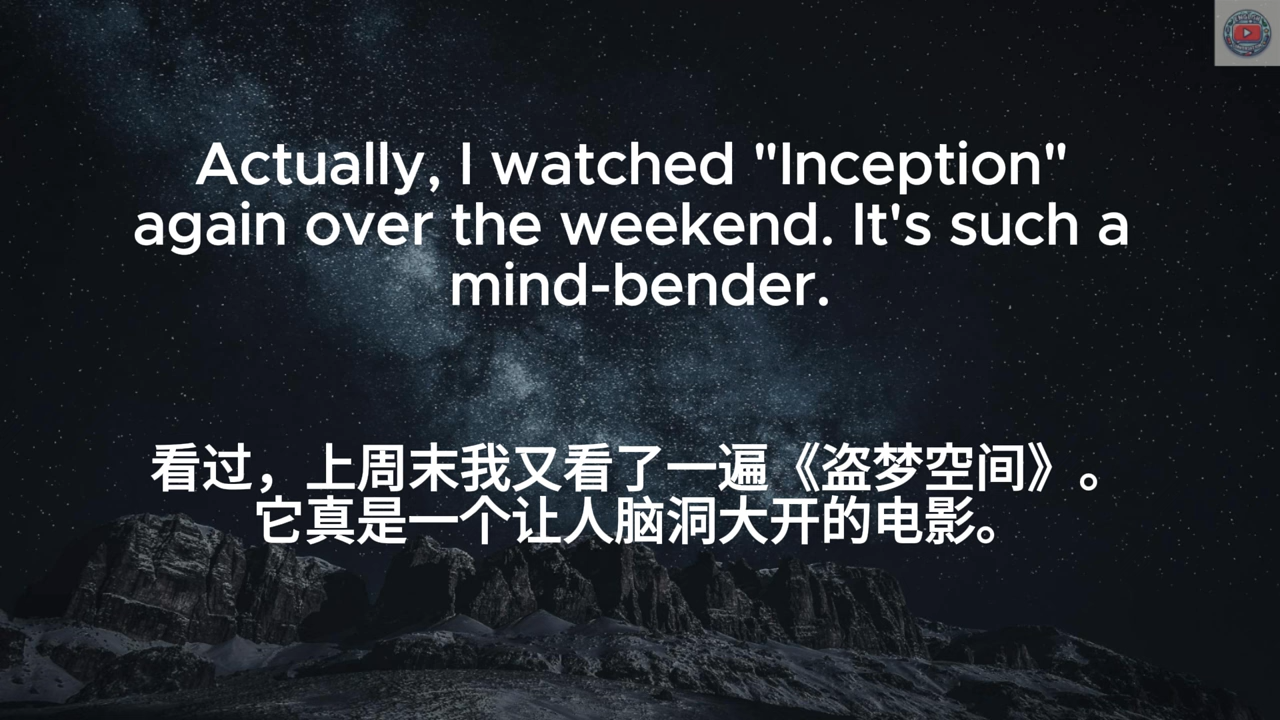 Actually, I watched "Inception"
again over the weekend. It's such a
mind-bender.
看过，上周末我又看了一遍《盗梦空间》。
它真是一个让人脑洞大开的电影。